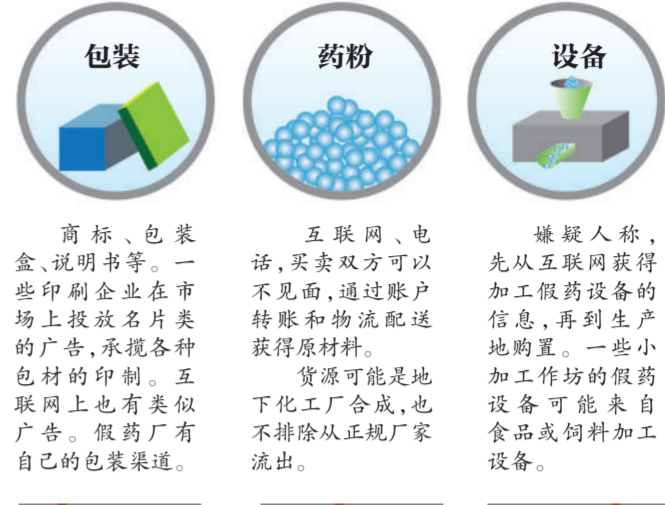 包装
商标、包装
盒、说明书等。一
些印刷企业在市
场上投放名片类
的广告,承揽各种
包材的印制。互
联网上也有类似
广告。假药厂有
自己的包装渠道。
药粉
互联网、电
话,买卖双方可以
不见面,通过账户
转账和物流配送
获得原材料。
货源可能是地
下化工厂合成,也
不排除从正规厂家
流出。
设备
嫌疑人称,
先从互联网获得
加工假药设备的
信息,再到生产
地购置。一些小
加工作坊的假药
设备可能来自
食品或饲料加工
设备。